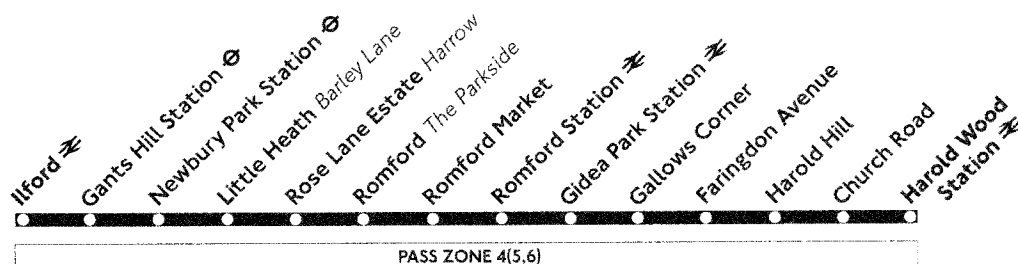 Ilford
Gants Hill Station
Newbury Park Station
Little Heath Barley Lane
Rose Lane Estate Harrow
Romford The Parkside
Romford Market
Romford Station
Gidea Park Station
Gallows Corner
Faringdon Avenue
Harold Hill
Church Road
Harold Wood
Station
PASS ZONE 4(5,6)